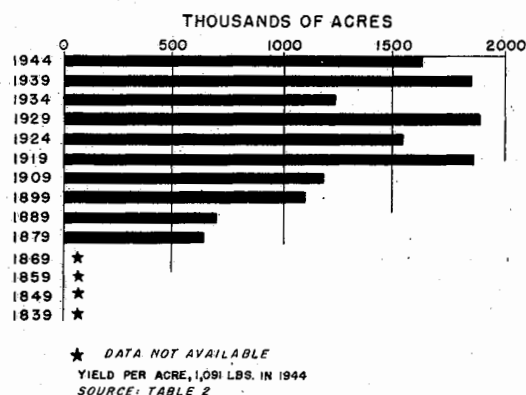 THOUSANDS OF ACRES
0 500 1000 1500 2000
1944
1939
1934
1929
1924
1919
1909
1899
1889
1879
1869 ★
1859 ★
1849 ★
1839 ★
★ DATA NOT AVAILABLE
YIELD PER ACRE, 1,091 LBS. IN 1944
SOURCE: TABLE 2